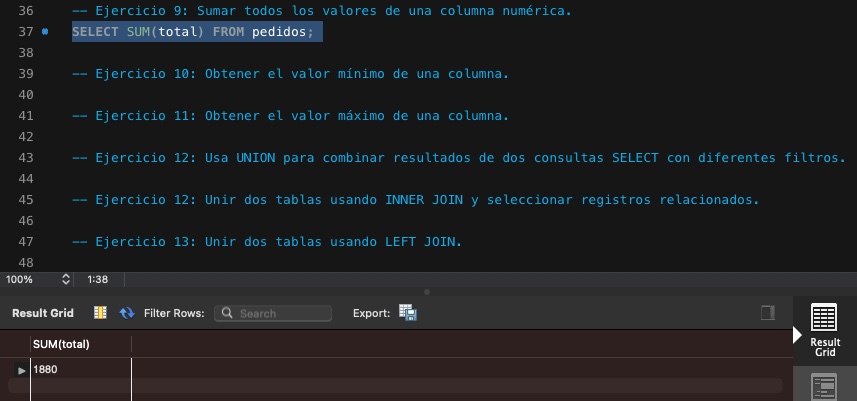 36 -- Ejercicio 9: Sumar todos los valores de una columna numérica.
37 SELECT SUM(total) FROM pedidos;
38
39 -- Ejercicio 10: Obtener el valor mínimo de una columna.
40
41 -- Ejercicio 11: Obtener el valor máximo de una columna.
42
43 -- Ejercicio 12: Usa UNION para combinar resultados de dos consultas SELECT con diferentes filtros.
44
45 -- Ejercicio 12: Unir dos tablas usando INNER JOIN y seleccionar registros relacionados.
46
47 -- Ejercicio 13: Unir dos tablas usando LEFT JOIN.
48
100% 1:38
Result Grid Filter Rows: Search Export:
Result
Grid
SUM(total)
1880